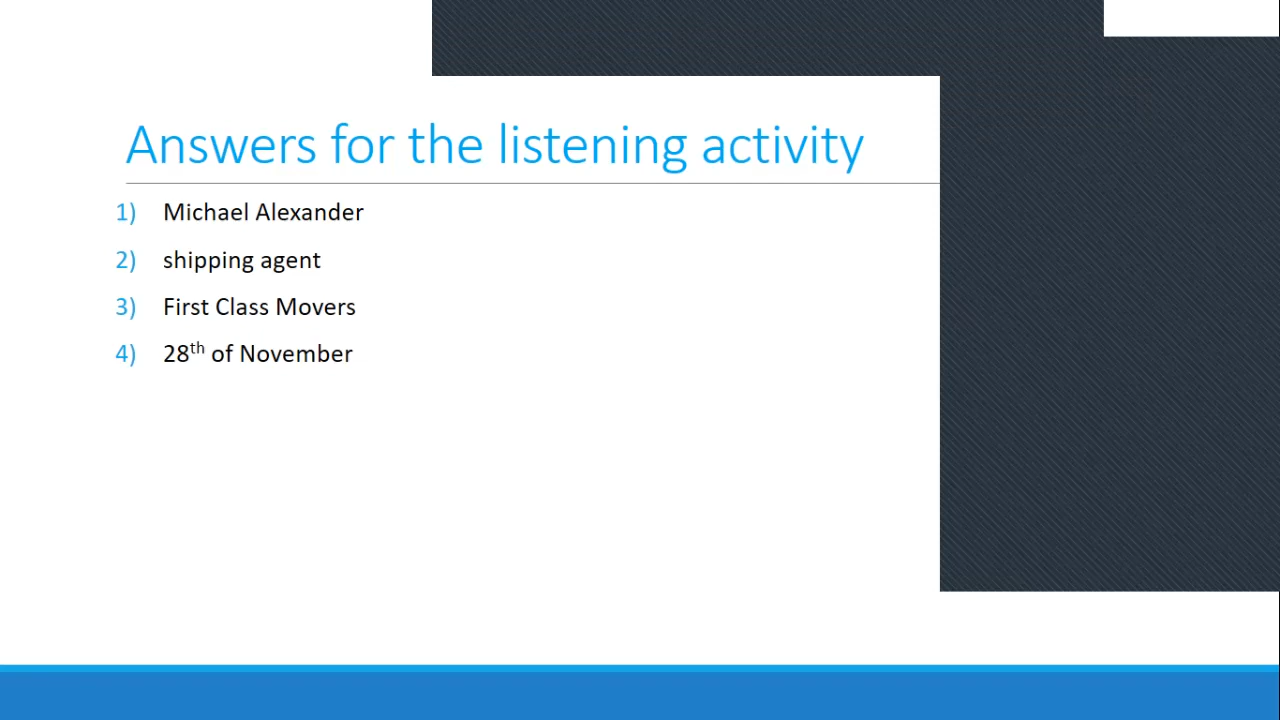 Answers for the listening activity
1) Michael Alexander
2) shipping agent
3) First Class Movers
4) 28th of November